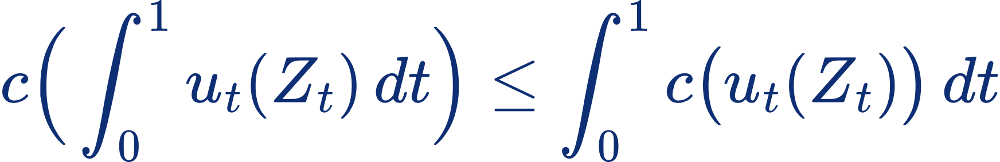 c(∫₀¹ uₜ(Zₜ) dt) ≤ ∫₀¹ c(uₜ(Zₜ)) dt